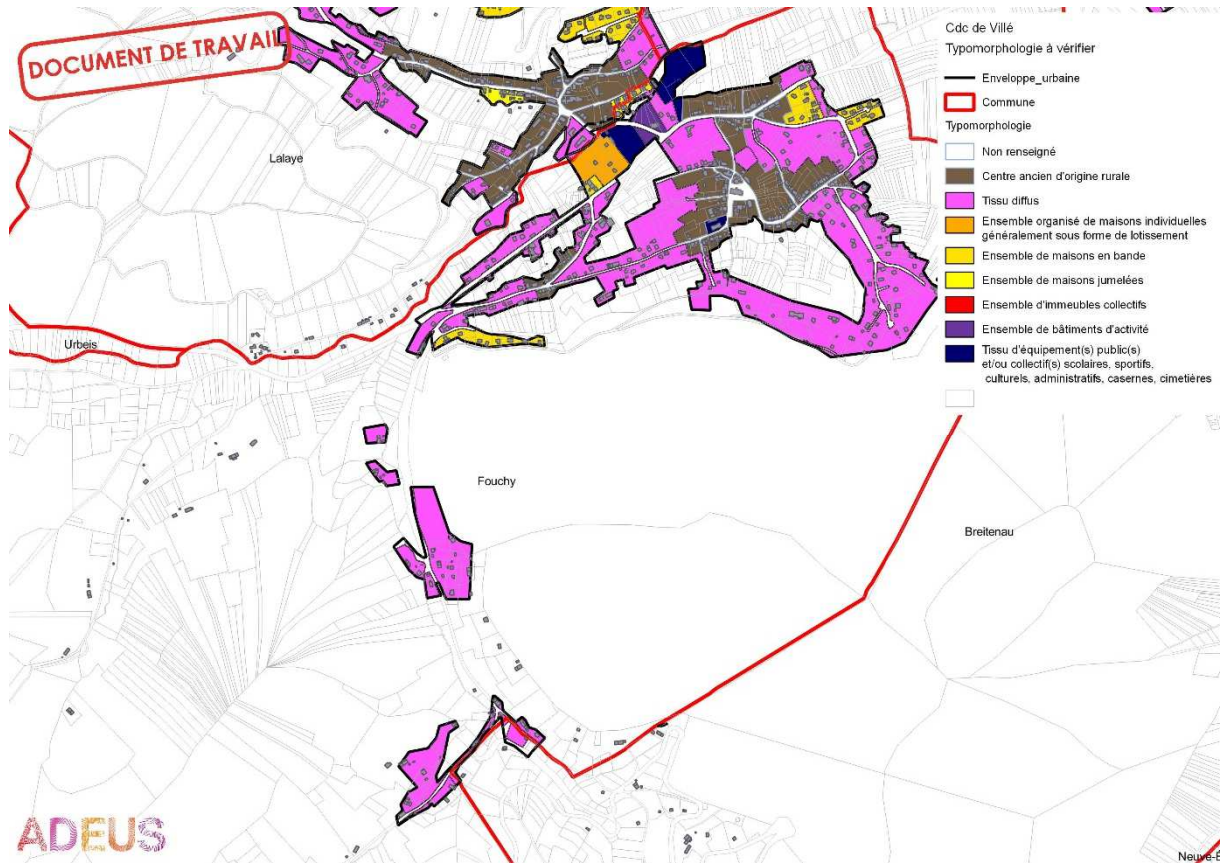 DOCUMENT DE TRAVAIL
Cdc de Villé
Typomorphologie à vérifier
Enveloppe_urbaine
Commune
Typomorphologie
Non renseigné
Centre ancien d'origine rurale
Tissu diffus
Ensemble organisé de maisons individuelles
généralement sous forme de lotissement
Ensemble de maisons en bande
Ensemble de maisons jumelées
Ensemble d'immeubles collectifs
Ensemble de bâtiments d'activité
Tissu d'équipement(s) public(s)
et/ou collectif(s) scolaires, sportifs,
culturels, administratifs, casernes, cimetières
Lalaye
Urbeis
Fouchy
Breitenau
ADEUS